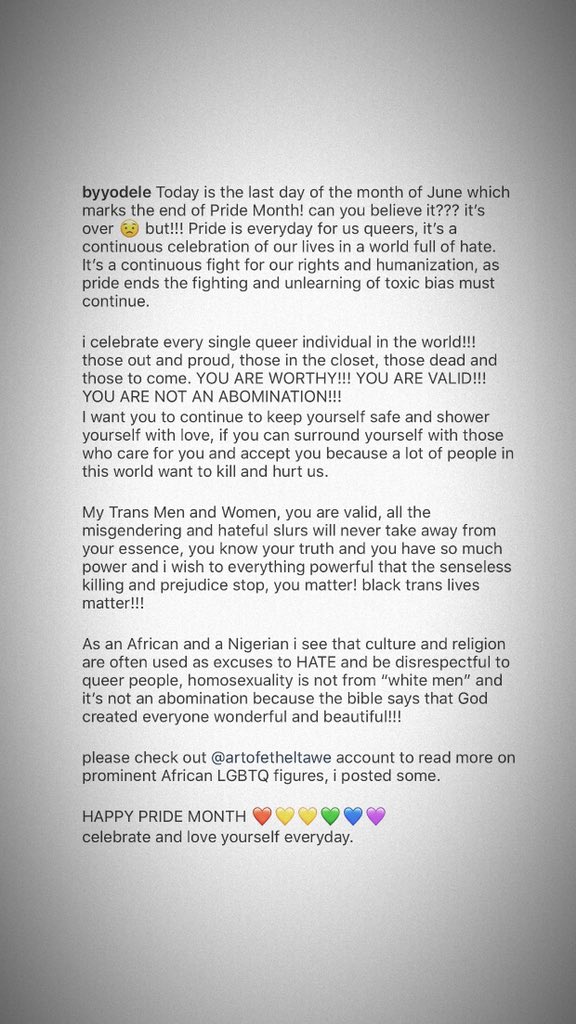 byyodele Today is the last day of the month of June which
marks the end of Pride Month! can you believe it??? it’s
over 😟 but!!! Pride is everyday for us queers, it’s a
continuous celebration of our lives in a world full of hate.
It’s a continuous fight for our rights and humanization, as
pride ends the fighting and unlearning of toxic bias must
continue.
i celebrate every single queer individual in the world!!!
those out and proud, those in the closet, those dead and
those to come. YOU ARE WORTHY!!! YOU ARE VALID!!!
YOU ARE NOT AN ABOMINATION!!!
I want you to continue to keep yourself safe and shower
yourself with love, if you can surround yourself with those
who care for you and accept you because a lot of people in
this world want to kill and hurt us.
My Trans Men and Women, you are valid, all the
misgendering and hateful slurs will never take away from
your essence, you know your truth and you have so much
power and i wish to everything powerful that the senseless
killing and prejudice stop, you matter! black trans lives
matter!!!
As an African and a Nigerian i see that culture and religion
are often used as excuses to HATE and be disrespectful to
queer people, homosexuality is not from “white men” and
it’s not an abomination because the bible says that God
created everyone wonderful and beautiful!!!
please check out @artofetheltawe account to read more on
prominent African LGBTQ figures, i posted some.
HAPPY PRIDE MONTH ❤️💛💛💚💙💜
celebrate and love yourself everyday.